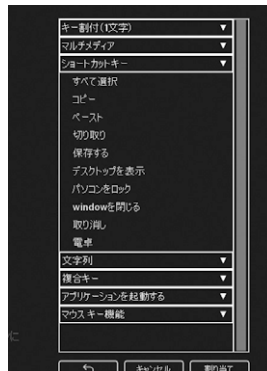 キー割付(1文字)
マルチメディア
ショートカットキー
すべて選択
コピー
ペースト
切り取り
保存する
デスクトップを表示
パソコンをロック
windowを閉じる
取り消し
電卓
文字列
複合キー
アプリケーションを起動する
マウス キー機能
に
キャンセル
割り当て